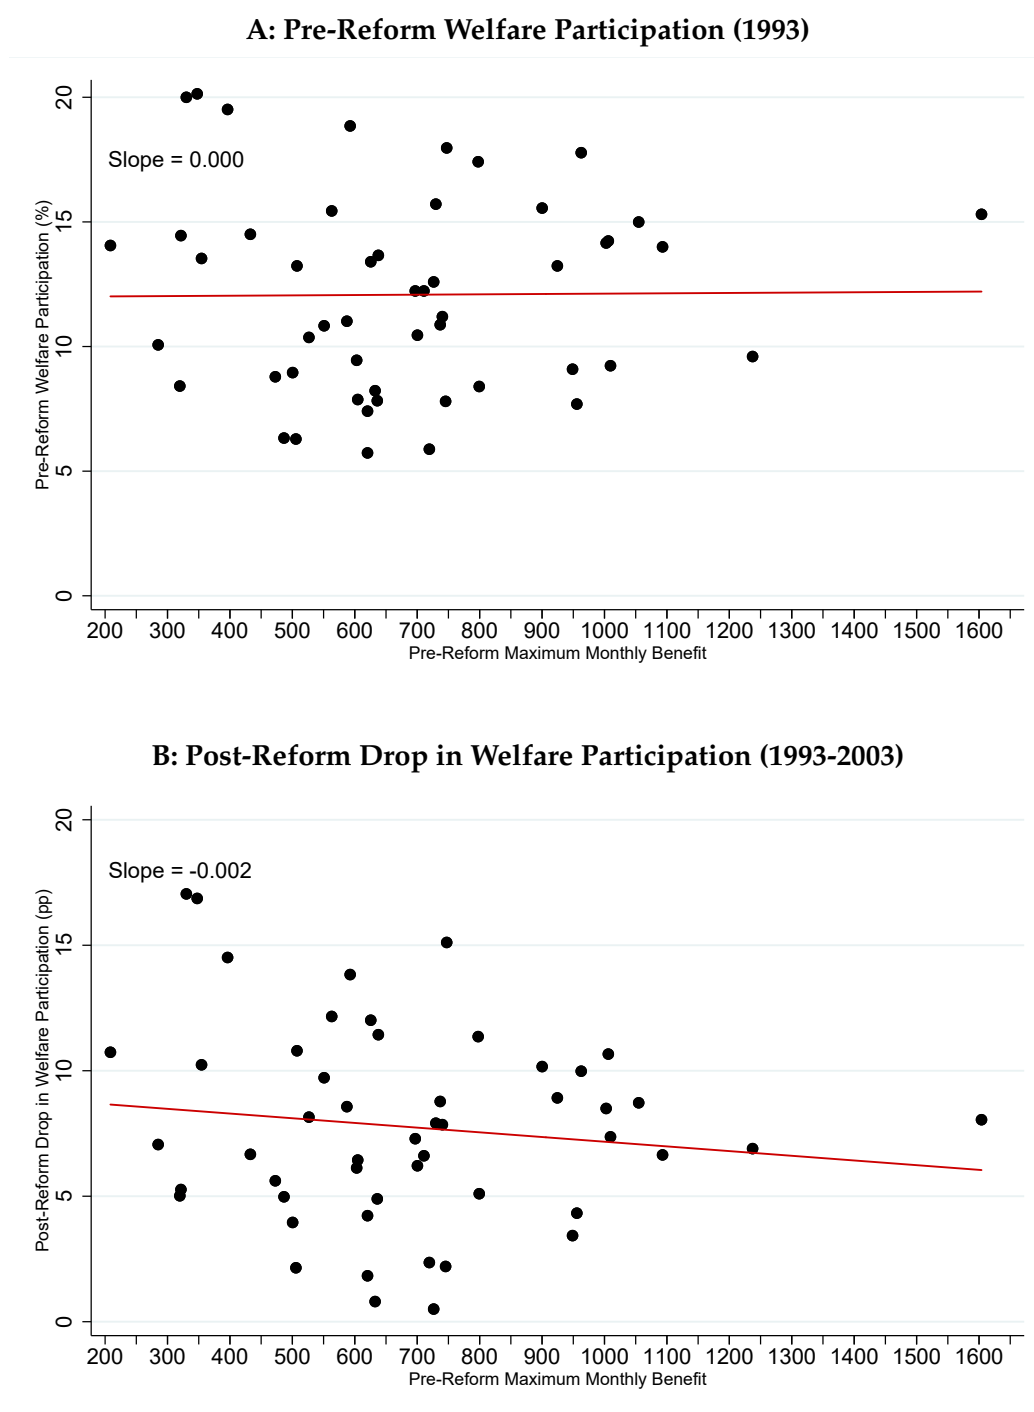 A: Pre-Reform Welfare Participation (1993)
20
15
10
5
0
Pre-Reform Welfare Participation (%)
Slope = 0.000
200 300 400 500 600 700 800 900 1000 1100 1200 1300 1400 1500 1600
Pre-Reform Maximum Monthly Benefit
B: Post-Reform Drop in Welfare Participation (1993-2003)
20
15
10
5
0
Post-Reform Drop in Welfare Participation (pp)
Slope = -0.002
200 300 400 500 600 700 800 900 1000 1100 1200 1300 1400 1500 1600
Pre-Reform Maximum Monthly Benefit